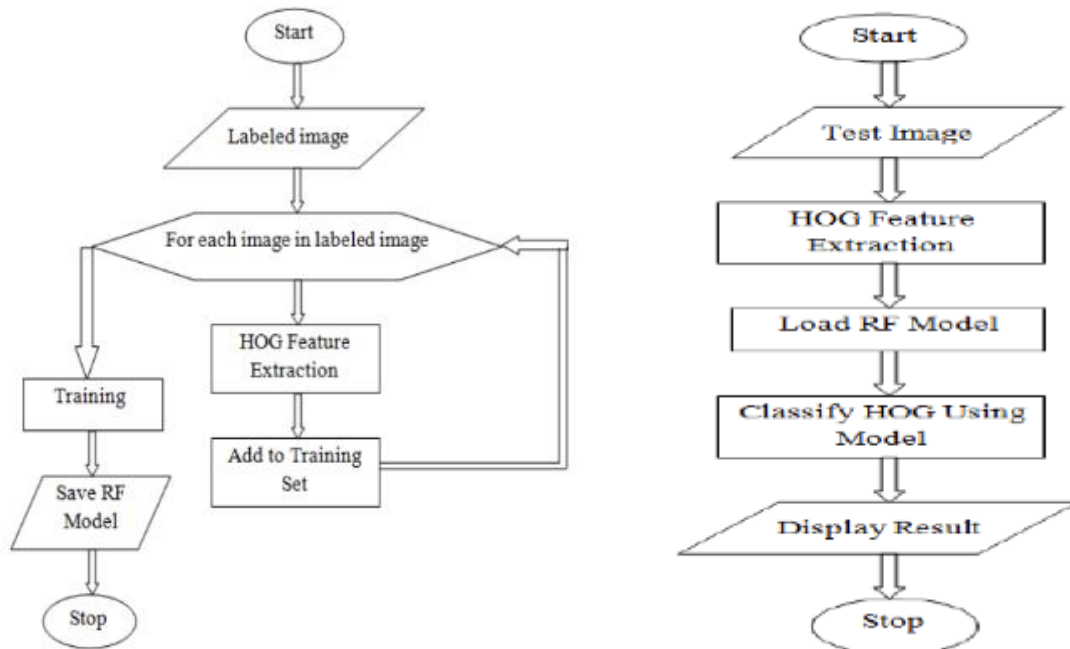 Start
Labeled image
For each image in labeled image
HOG Feature
Extraction
Add to Training
Set
Training
Save RF
Model
Stop
Start
Test Image
HOG Feature
Extraction
Load RF Model
Classify HOG Using
Model
Display Result
Stop